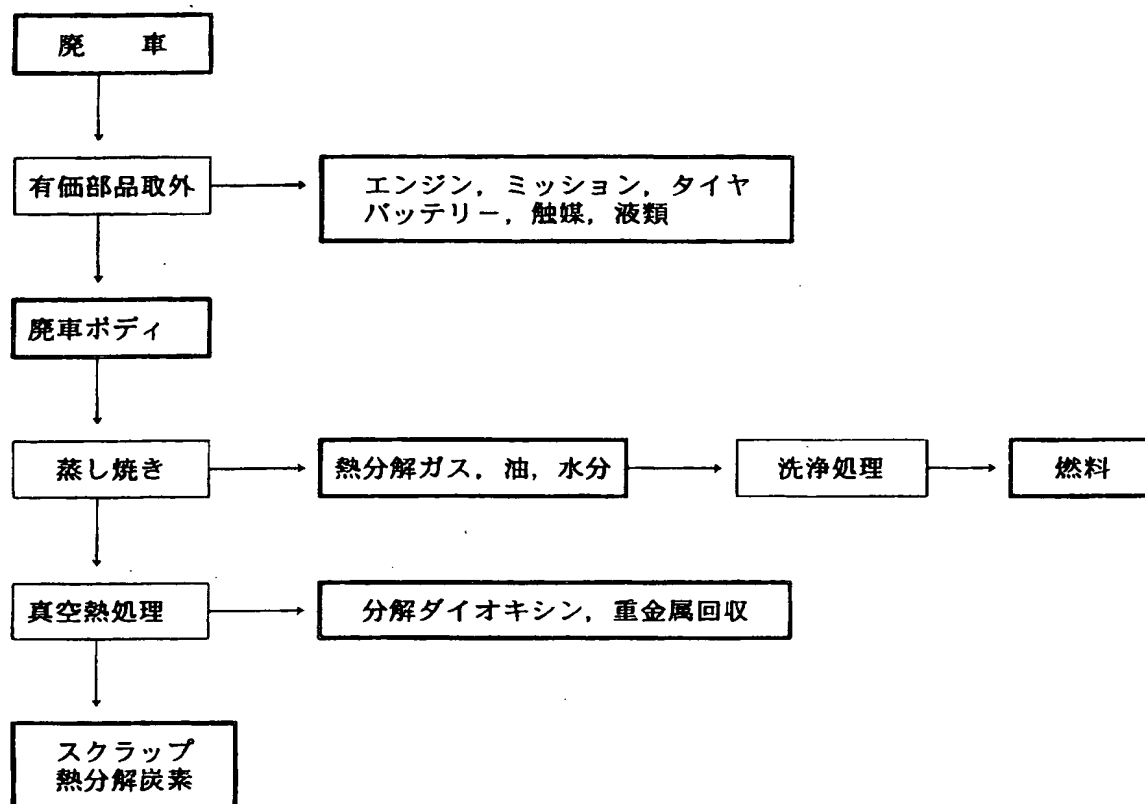 廃 車
有価部品取外
エンジン, ミッション, タイヤ
バッテリー, 触媒, 液類
廃車ボディ
蒸し焼き
熱分解ガス, 油, 水分
洗浄処理
燃料
真空熱処理
分解ダイオキシン, 重金属回収
スクラップ
熱分解炭素